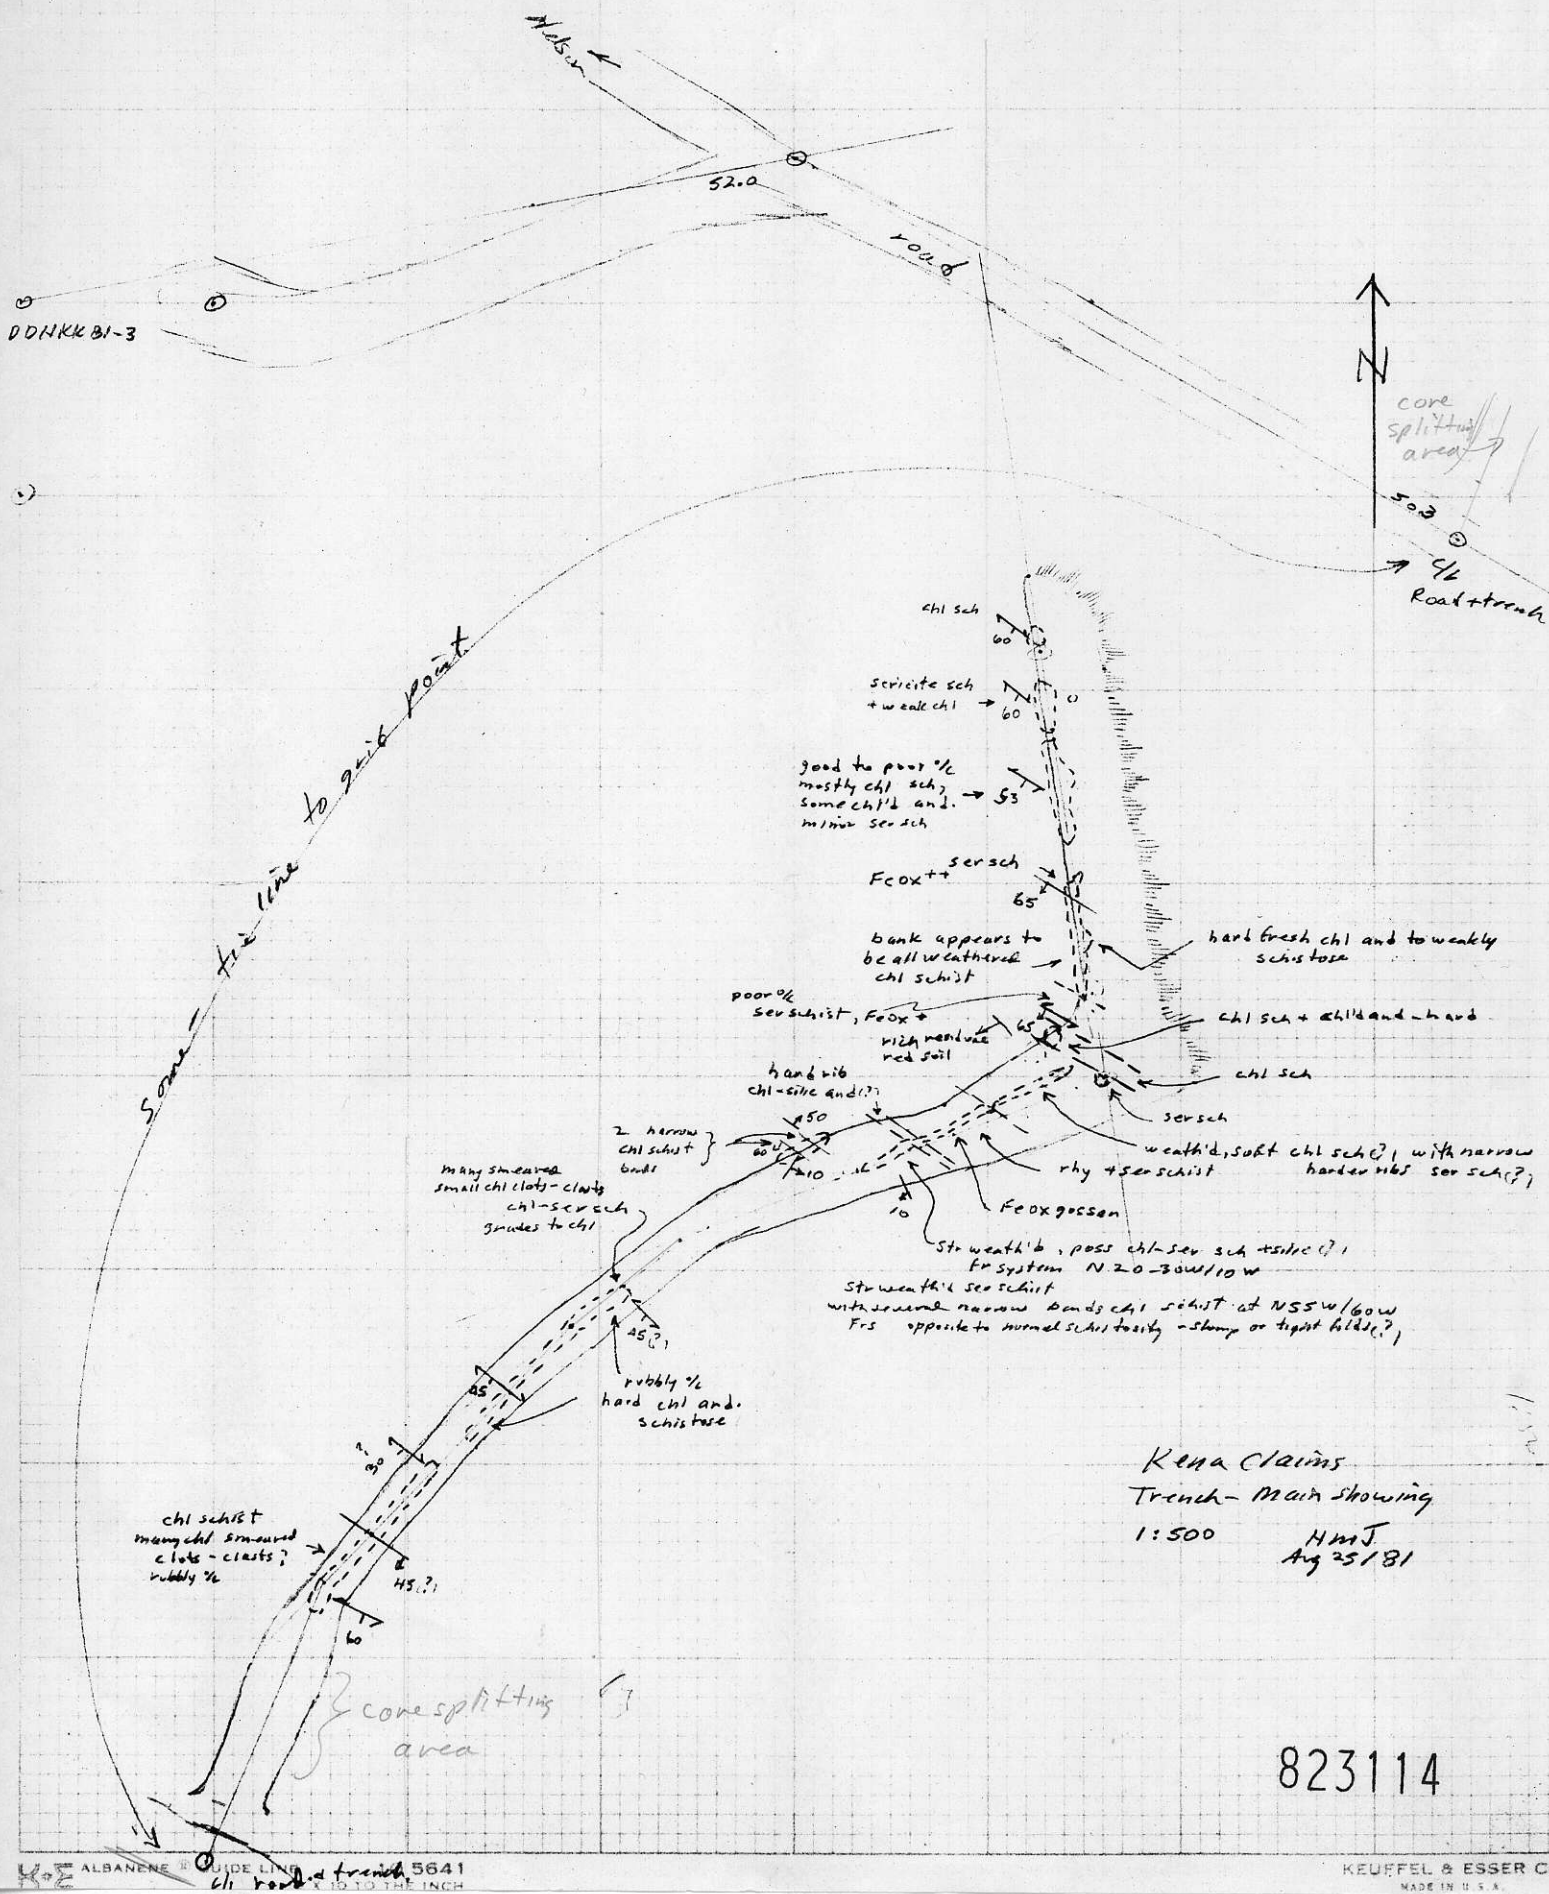 Nelson
52.0
road
DDHKK81-3
N
core
splitting
area
503
C/L
Road + trench
chl sch
60
sericite sch
+ weak chl
60
good to poor o/c
mostly chl sch,
some chl'd and.
minor ser sch
53
ser sch
Feox++
65
bank appears to
be all weathered
chl schist
hard fresh chl and to weakly
schistose
poor o/c
ser schist, Feox+
65
rich
red soil
chl sch + chl'd and - hard
chl sch
ser sch
hard rib
chl-silic and(?)
50
2 narrow
chl schist
bands
60
10
weath'd, soft chl sch(?), with narrow
harder ribs ser sch(?)
rhy + ser schist
10
Feox gossan
many smeared
small chl clots-clasts
chl-ser sch
grades to chl
Str weath'd, poss chl-ser sch + silic(?)
Fr system N 20-30W/10W
Str weath'd ser schist
with several narrow bands chl schist at N55W/60W
Frs opposite to normal schistosity - slump or tight folds(?)
45(?)
rubbly o/c
hard chl and.
schistose
45
30?
chl schist
many chl smeared
clots-clasts?
rubbly o/c
45(?)
60
Some tie line to grid point
core splitting
area
Kena Claims
Trench - Main showing
1:500
HMJ
Aug 25/81
823114
K+E ALBANENE ® GUIDE LINE 5641
X 10 TO THE INCH
C/L road + trench
KEUFFEL & ESSER C
MADE IN U.S.A.